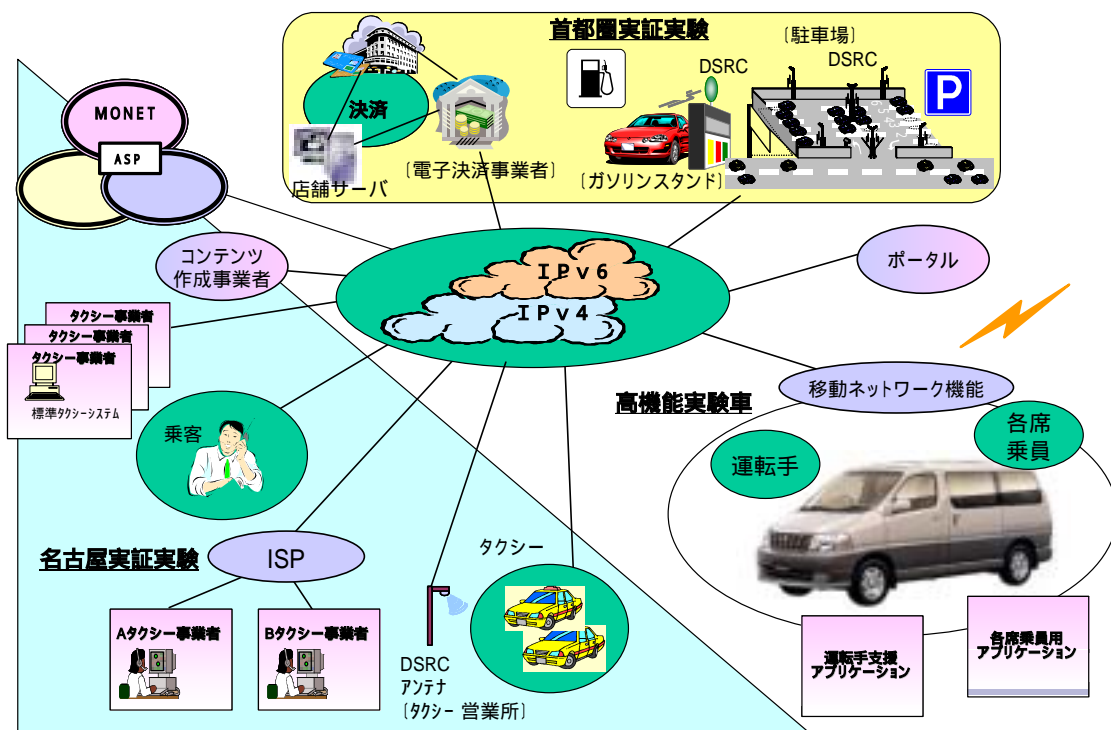 首都圏実証実験
〔駐車場〕
DSRC
DSRC
P
決済
店舗サーバ
〔電子決済事業者〕
〔ガソリンスタンド〕
MONET
ASP
コンテンツ
作成事業者
IPv6
IPv4
ポータル
タクシー事業者
タクシー事業者
タクシー事業者
標準タクシーシステム
乗客
高機能実験車
移動ネットワーク機能
運転手
各席
乗員
名古屋実証実験
ISP
Aタクシー事業者
Bタクシー事業者
DSRC
アンテナ
〔タクシー 営業所〕
タクシー
運転手支援
アプリケーション
各席乗員用
アプリケーション